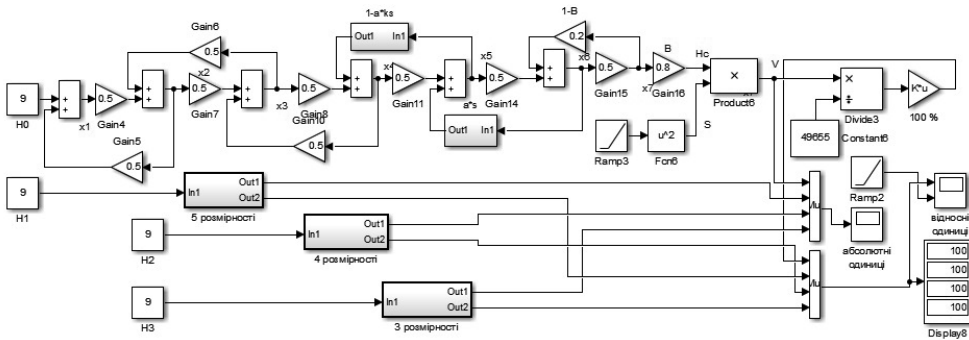 1-a*ks
1-B
Gain6
0.5
Out1
In1
0.2
9
H0
x1
0.5
Gain4
x2
0.5
Gain7
x3
0.5
Gain8
x4
0.5
Gain11
x5
a*s
0.5
Gain14
x6
0.5
Gain15
x7
B
0.8
Gain16
Hc
Product6
V
Divide3
K*u
100 %
Gain5
0.5
Gain10
0.5
Out1
In1
Ramp3
u^2
Fcn6
S
49655
Constant6
9
H1
In1
Out1
Out2
5 розмірності
9
H2
In1
Out1
Out2
4 розмірності
9
H3
In1
Out1
Out2
3 розмірності
абсолютні
одиниці
Ramp2
відносні
одиниці
100
100
100
100
Display8